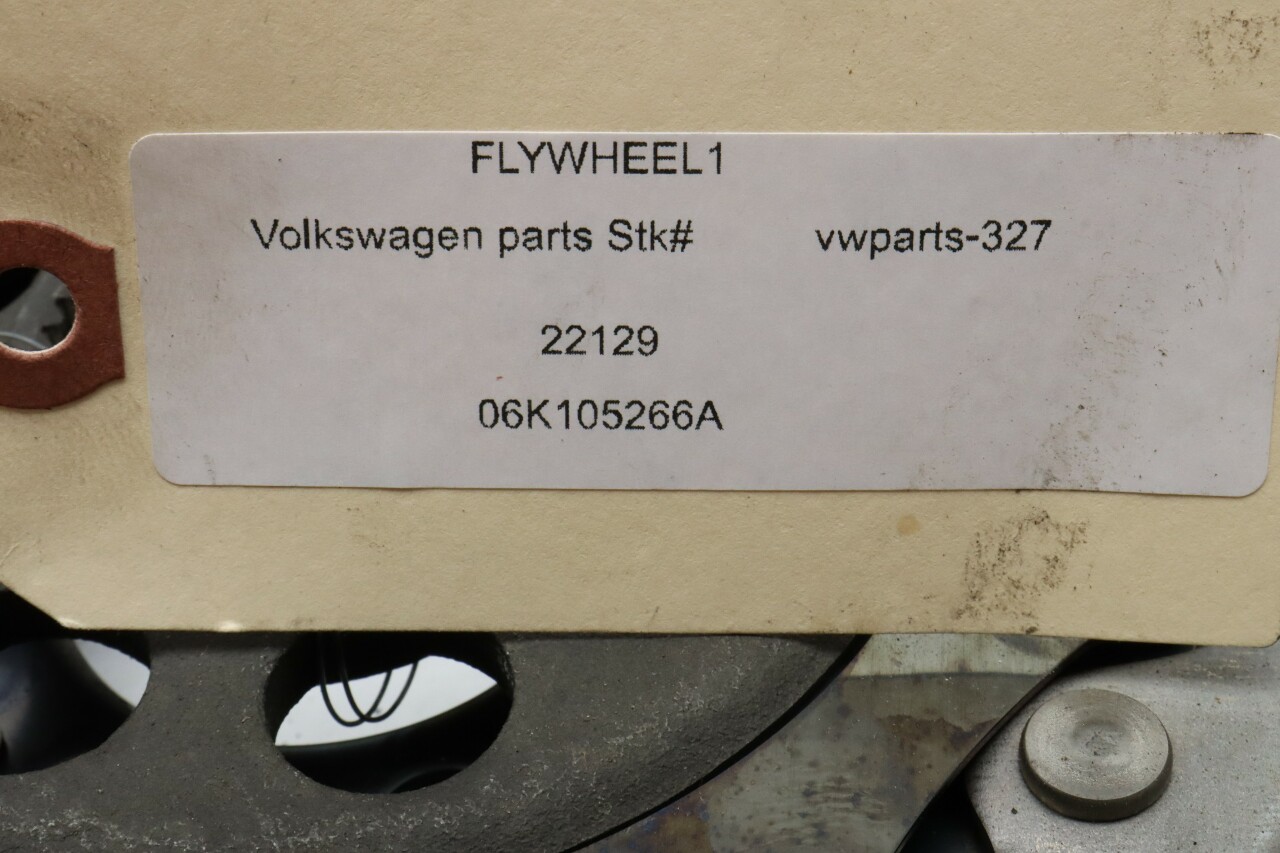 FLYWHEEL1
Volkswagen parts Stk# vwparts-327
22129
06K105266A